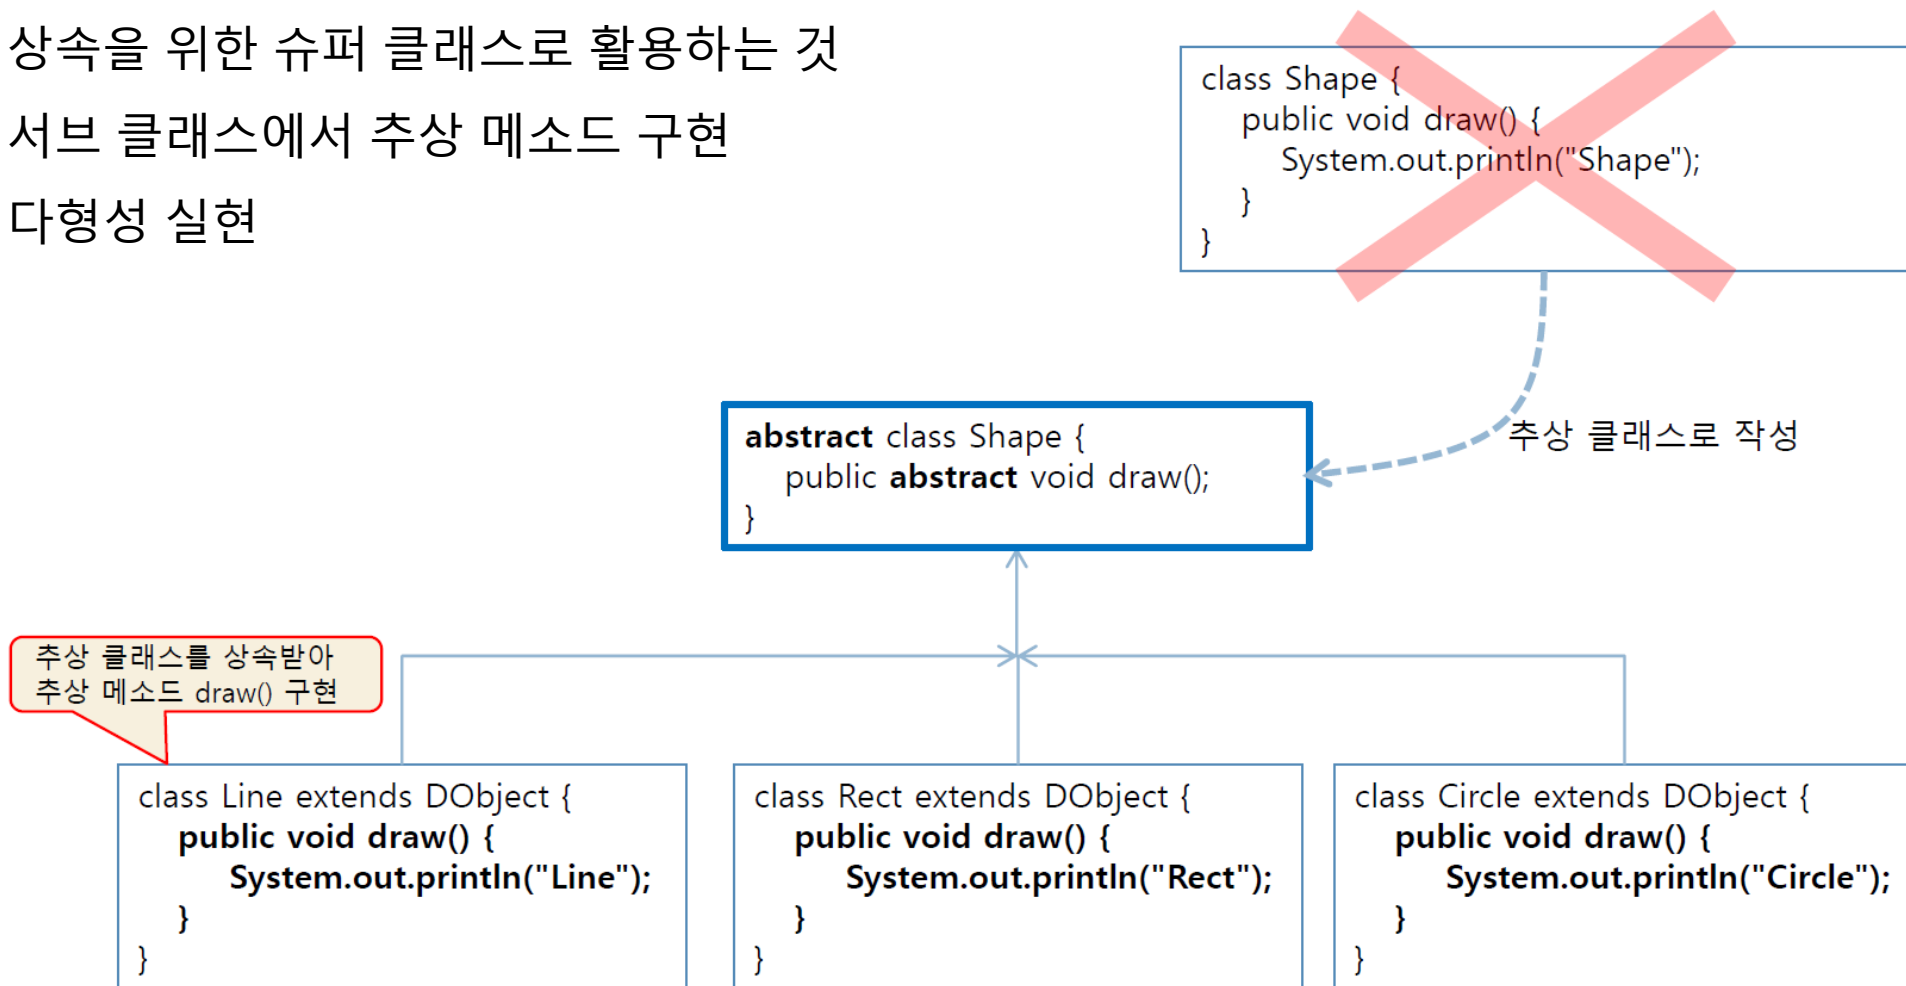 상속을 위한 슈퍼 클래스로 활용하는 것
서브 클래스에서 추상 메소드 구현
다형성 실현
class Shape {
public void draw() {
System.out.println("Shape");
}
}
추상 클래스로 작성
abstract class Shape {
public abstract void draw();
}
추상 클래스를 상속받아
추상 메소드 draw() 구현
class Line extends DObject {
public void draw() {
System.out.println("Line");
}
}
class Rect extends DObject {
public void draw() {
System.out.println("Rect");
}
}
class Circle extends DObject {
public void draw() {
System.out.println("Circle");
}
}